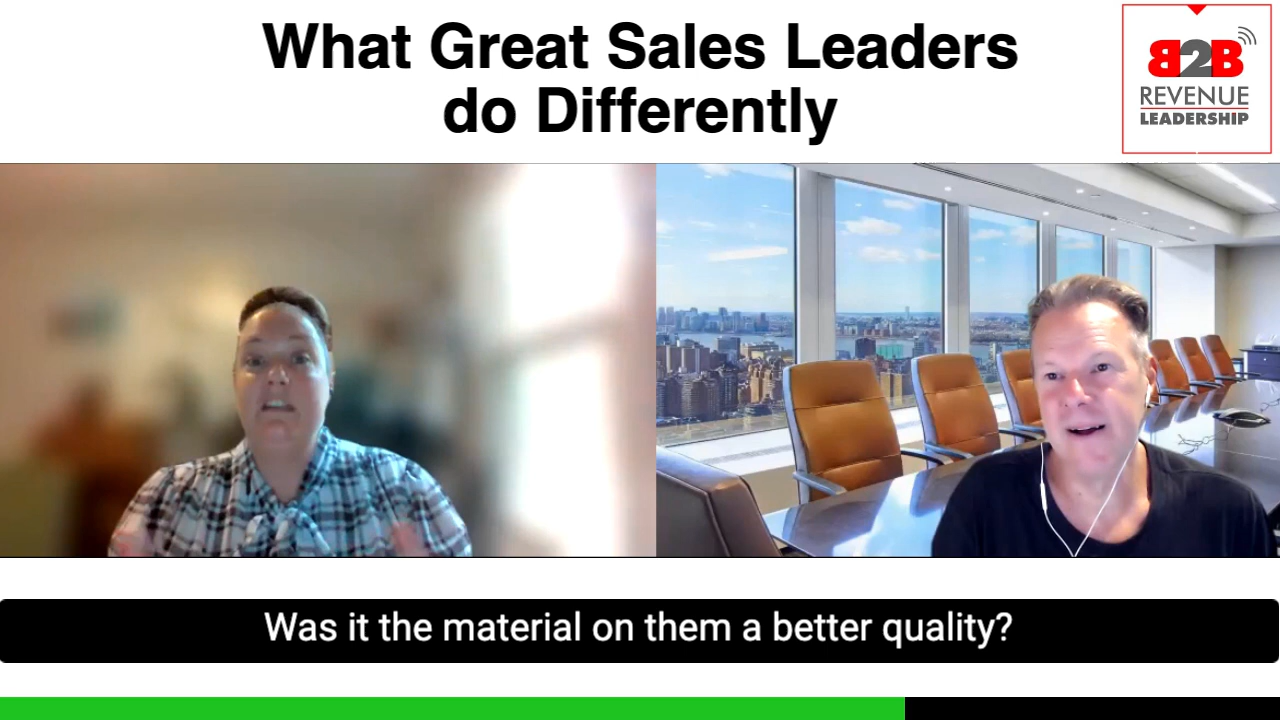 What Great Sales Leaders
do Differently
B2B
REVENUE
LEADERSHIP
Was it the material on them a better quality?